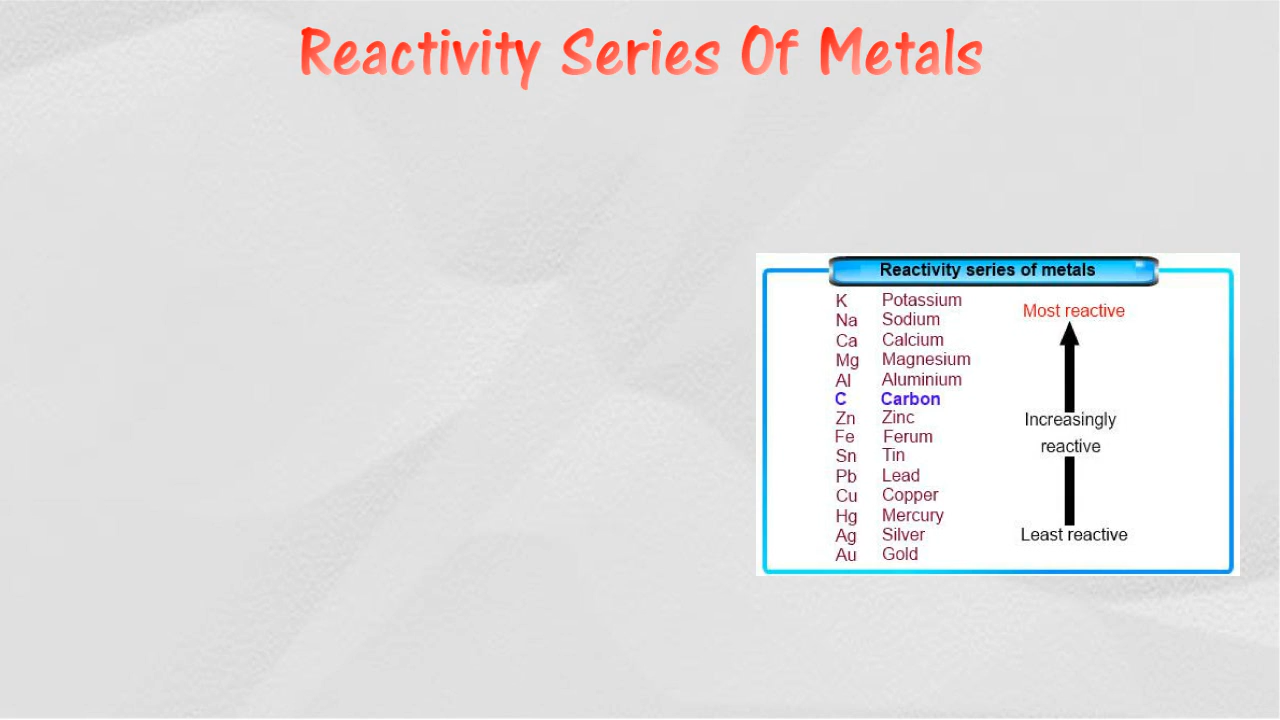 Reactivity Series Of Metals
Reactivity series of metals
K Potassium
Na Sodium
Ca Calcium
Mg Magnesium
Al Aluminium
C Carbon
Zn Zinc
Fe Ferum
Sn Tin
Pb Lead
Cu Copper
Hg Mercury
Ag Silver
Au Gold
Most reactive
Increasingly
reactive
Least reactive